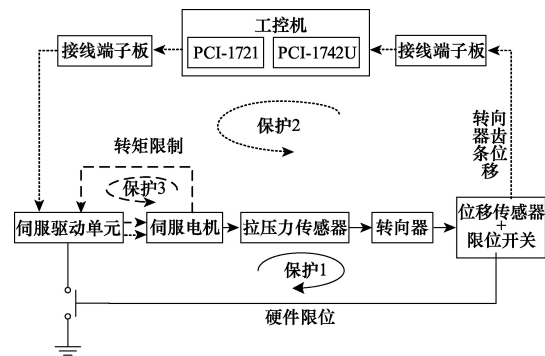 工控机
PCI-1721
PCI-1742U
接线端子板
接线端子板
转向
器齿
条位
移
保护2
转矩限制
保护3
伺服驱动单元
伺服电机
拉压力传感器
转向器
位移传感器
+
限位开关
保护1
硬件限位